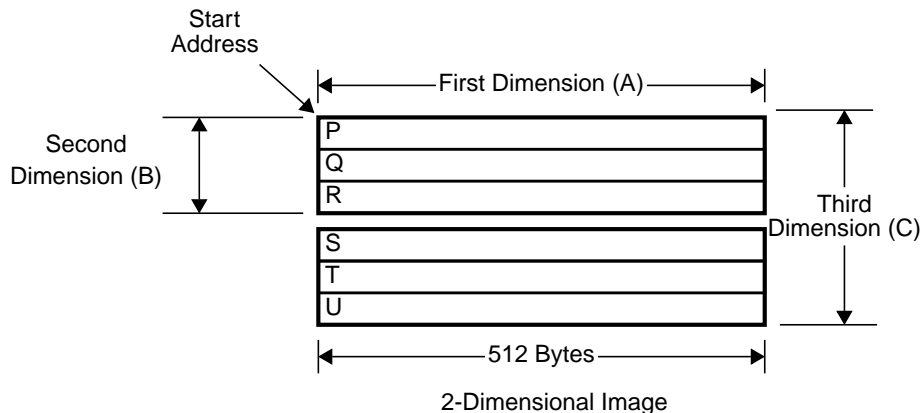 Start
Address
First Dimension (A)
Second
Dimension (B)
P
Q
R
Third
Dimension (C)
S
T
U
512 Bytes
2-Dimensional Image